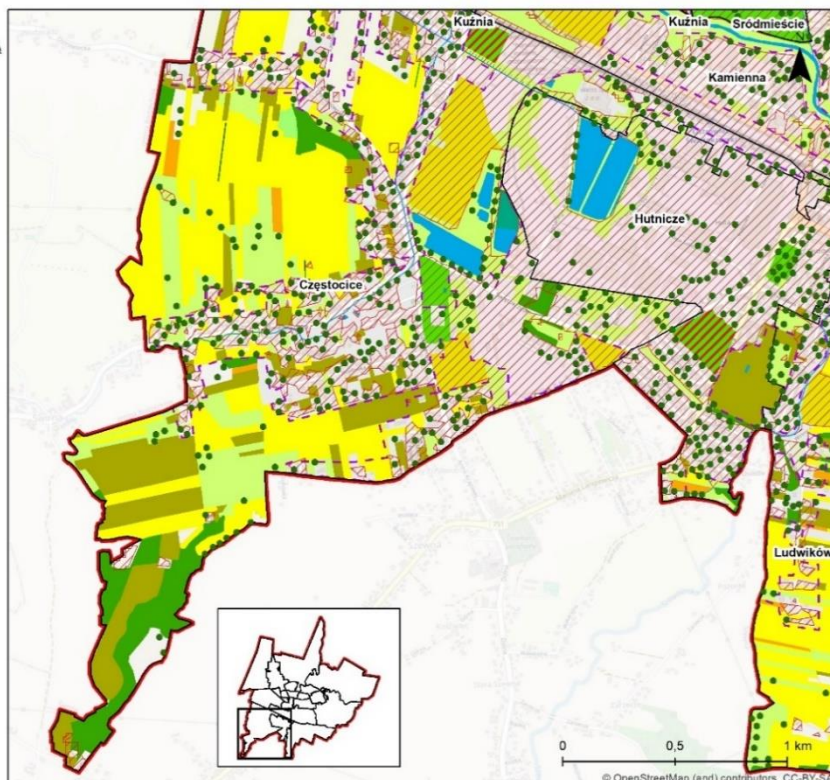 Kuźnia
Kuźnia
Śródmieście
Kamienna
Hutnicze
Częstocice
Ludwików
0
0,5
1 km
© OpenStreetMap (and) contributors, CC-BY-SA